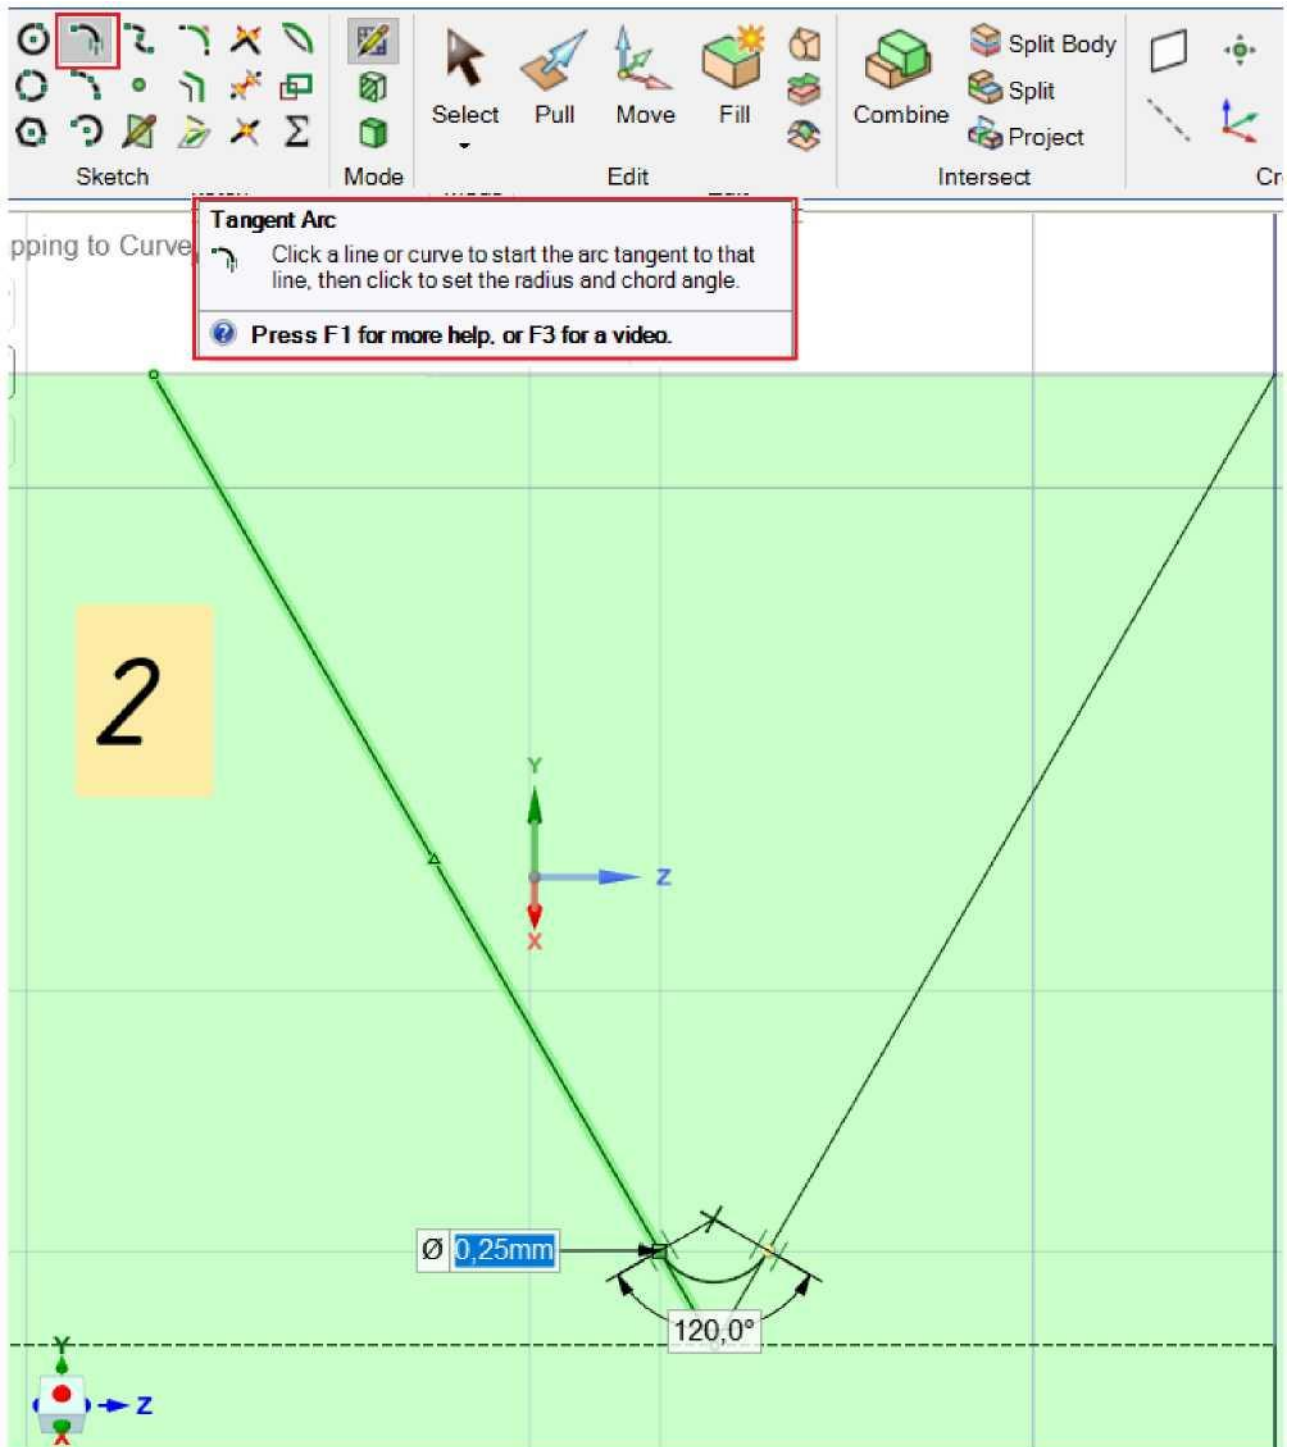 Select
Pull
Move
Fill
Combine
Split Body
Split
Project
Sketch
Mode
Edit
Intersect
Cr
Tangent Arc
pping to Curve
Click a line or curve to start the arc tangent to that
line, then click to set the radius and chord angle.
Press F1 for more help, or F3 for a video.
2
Y
Z
X
Ø 0,25mm
120,0°
Y
Z
X